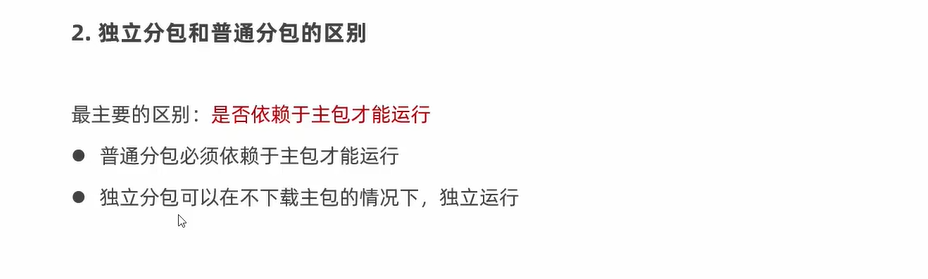 2. 独立分包和普通分包的区别
最主要的区别：是否依赖于主包才能运行
● 普通分包必须依赖于主包才能运行
● 独立分包可以在不下载主包的情况下，独立运行